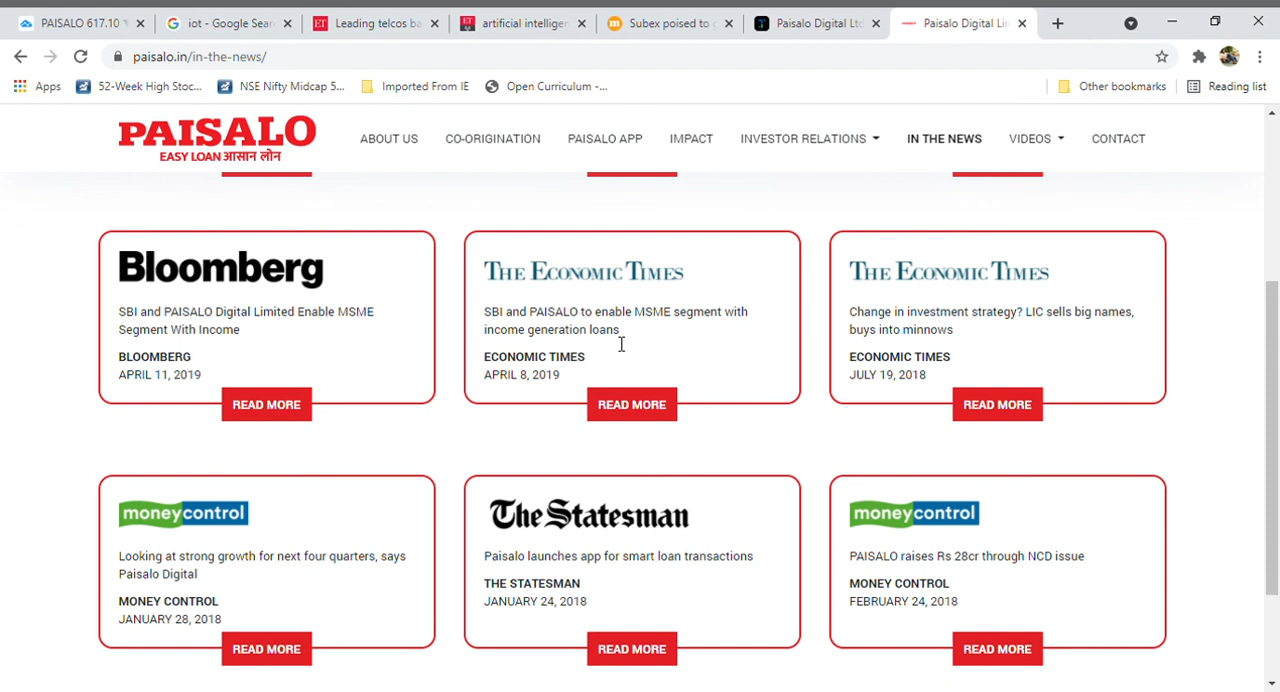 PAISALO 617.10
iot - Google Sear
ET Leading telcos ba
ET artificial intelliger
m Subex poised to
Paisalo Digital Ltd
Paisalo Digital Lim
paisalo.in/in-the-news/
Apps
52-Week High Stoc...
NSE Nifty Midcap 5...
Imported From IE
Open Curriculum -...
Other bookmarks
Reading list
PAISALO
EASY LOAN आसान लोन
ABOUT US
CO-ORIGINATION
PAISALO APP
IMPACT
INVESTOR RELATIONS
IN THE NEWS
VIDEOS
CONTACT
Bloomberg
SBI and PAISALO Digital Limited Enable MSME
Segment With Income
BLOOMBERG
APRIL 11, 2019
READ MORE
THE ECONOMIC TIMES
SBI and PAISALO to enable MSME segment with
income generation loans
ECONOMIC TIMES
APRIL 8, 2019
READ MORE
THE ECONOMIC TIMES
Change in investment strategy? LIC sells big names,
buys into minnows
ECONOMIC TIMES
JULY 19, 2018
READ MORE
moneycontrol
Looking at strong growth for next four quarters, says
Paisalo Digital
MONEY CONTROL
JANUARY 28, 2018
READ MORE
The Statesman
Paisalo launches app for smart loan transactions
THE STATESMAN
JANUARY 24, 2018
READ MORE
moneycontrol
PAISALO raises Rs 28cr through NCD issue
MONEY CONTROL
FEBRUARY 24, 2018
READ MORE